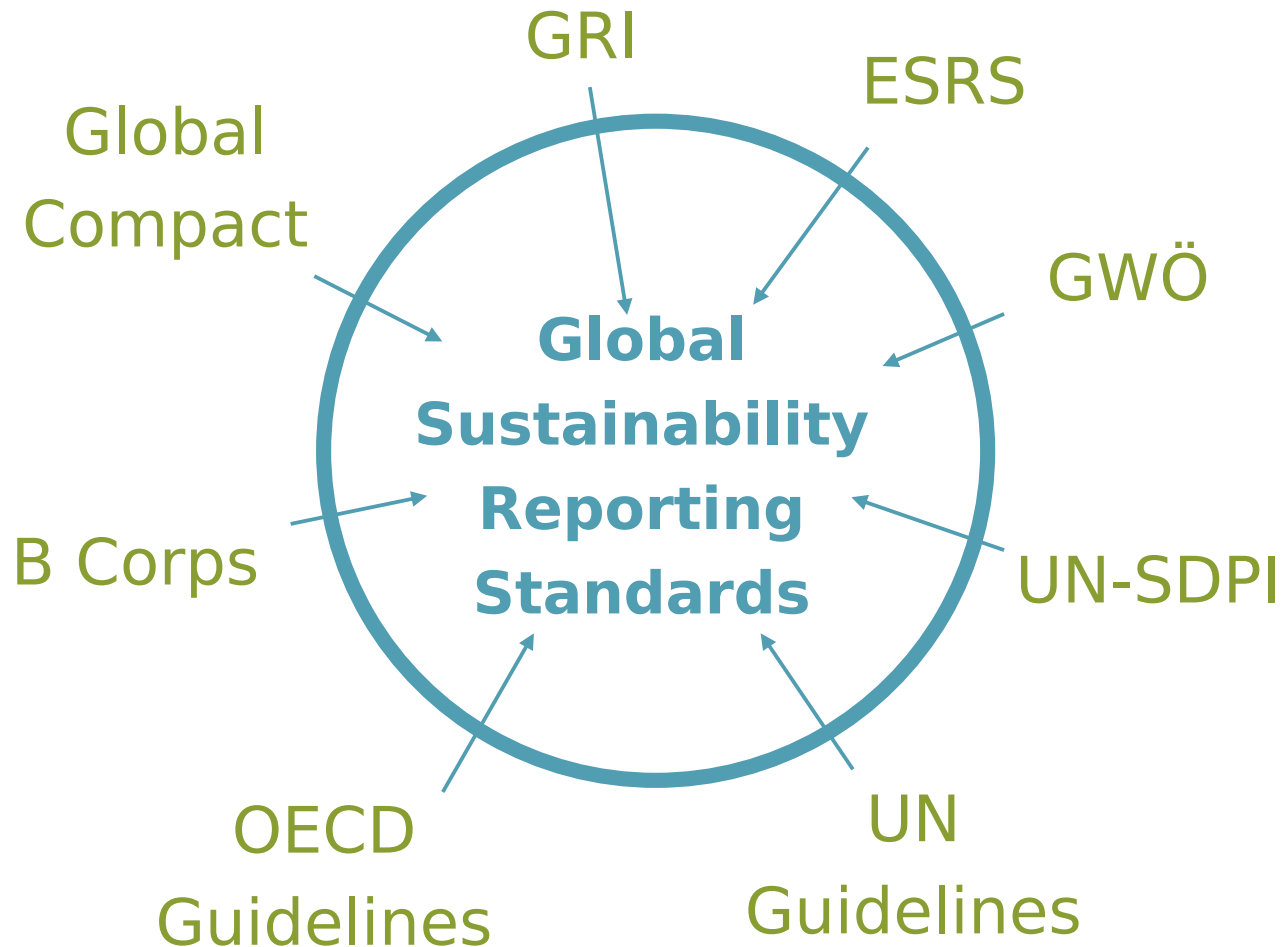 GRI
ESRS
Global
Compact
GWÖ
Global
Sustainability
Reporting
Standards
B Corps
UN-SDPI
OECD
Guidelines
UN
Guidelines